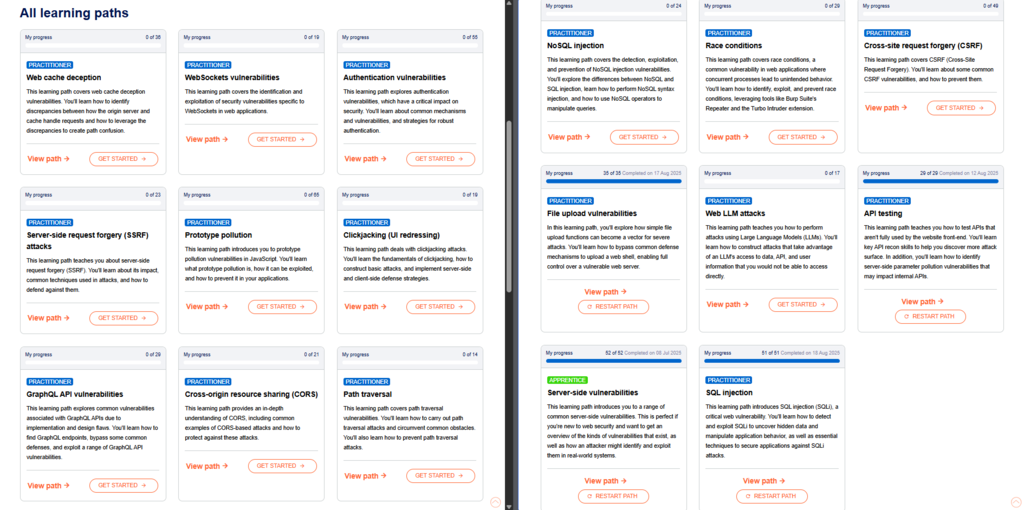 All learning paths
My progress 0 of 38
PRACTITIONER
Web cache deception
This learning path covers web cache deception
vulnerabilities. You'll learn how to identify
discrepancies between how the origin server and
cache handle requests and how to leverage the
discrepancies to create path confusion.
View path →
GET STARTED →
My progress 0 of 19
PRACTITIONER
WebSockets vulnerabilities
This learning path covers the identification and
exploitation of security vulnerabilities specific to
WebSockets in web applications.
View path →
GET STARTED →
My progress 0 of 55
PRACTITIONER
Authentication vulnerabilities
This learning path explores authentication
vulnerabilities, which have a critical impact on
security. You'll learn about common mechanisms
and vulnerabilities, and strategies for robust
authentication.
View path →
GET STARTED →
My progress 0 of 23
PRACTITIONER
Server-side request forgery (SSRF)
attacks
This learning path teaches you about server-side
request forgery (SSRF). You'll learn about its impact,
common techniques used in attacks, and how to
defend against them.
View path →
GET STARTED →
My progress 0 of 65
PRACTITIONER
Prototype pollution
This learning path introduces you to prototype
pollution vulnerabilities in JavaScript. You'll learn
what prototype pollution is, how it can be exploited,
and how to prevent it in your applications.
View path →
GET STARTED →
My progress 0 of 19
PRACTITIONER
Clickjacking (UI redressing)
This learning path deals with clickjacking attacks.
You'll learn the fundamentals of clickjacking, how to
construct basic attacks, and implement server-side
and client-side defense strategies.
View path →
GET STARTED →
My progress 0 of 29
PRACTITIONER
GraphQL API vulnerabilities
This learning path explores common vulnerabilities
associated with GraphQL APIs due to
implementation and design flaws. You'll learn how to
find GraphQL endpoints, bypass some common
defenses, and exploit a range of GraphQL API
vulnerabilities.
View path →
GET STARTED →
My progress 0 of 21
PRACTITIONER
Cross-origin resource sharing (CORS)
This learning path provides an in-depth
understanding of CORS, including common
examples of CORS-based attacks and how to
protect against these attacks.
View path →
GET STARTED →
My progress 0 of 14
PRACTITIONER
Path traversal
This learning path covers path traversal
vulnerabilities. You'll learn how to carry out path
traversal attacks and circumvent common obstacles.
You'll also learn how to prevent path traversal
attacks.
View path →
GET STARTED →
My progress 0 of 24
PRACTITIONER
NoSQL injection
This learning path covers the detection, exploitation,
and prevention of NoSQL injection vulnerabilities.
You'll explore the differences between NoSQL and
SQL injection, learn how to perform NoSQL syntax
injection, and how to use NoSQL operators to
manipulate queries.
View path →
GET STARTED →
My progress 0 of 29
PRACTITIONER
Race conditions
This learning path covers race conditions, a
common vulnerability in web applications where
concurrent processes lead to unintended behavior.
You'll learn how to identify, exploit, and prevent race
conditions, leveraging tools like Burp Suite's
Repeater and the Turbo Intruder extension.
View path →
GET STARTED →
My progress 0 of 49
PRACTITIONER
Cross-site request forgery (CSRF)
This learning path covers CSRF (Cross-Site
Request Forgery). You'll learn about some common
CSRF vulnerabilities, and how to prevent them.
View path →
GET STARTED →
My progress 35 of 35 Completed on 17 Aug 2025
PRACTITIONER
File upload vulnerabilities
In this learning path, you'll explore how simple file
upload functions can become a vector for severe
attacks. You'll learn how to bypass common defense
mechanisms to upload a web shell, enabling full
control over a vulnerable web server.
View path →
RESTART PATH
My progress 0 of 17
PRACTITIONER
Web LLM attacks
This learning path teaches you how to perform
attacks using Large Language Models (LLMs). You'll
learn how to construct attacks that take advantage
of an LLM's access to data, API, and user
information that you would not be able to access
directly.
View path →
GET STARTED →
My progress 29 of 29 Completed on 12 Aug 2025
PRACTITIONER
API testing
This learning path teaches you how to test APIs that
aren't fully used by the website front-end. You'll learn
key API recon skills to help you discover more attack
surface. In addition, you'll learn how to identify
server-side parameter pollution vulnerabilities that
may impact internal APIs.
View path →
RESTART PATH
My progress 52 of 52 Completed on 08 Jul 2025
APPRENTICE
Server-side vulnerabilities
This learning path introduces you to a range of
common server-side vulnerabilities. This is perfect if
you're new to web security and want to get an
overview of the kinds of vulnerabilities that exist, as
well as how an attacker might identify and exploit
them in real-world systems.
View path →
RESTART PATH
My progress 51 of 51 Completed on 15 Aug 2025
PRACTITIONER
SQL injection
This learning path introduces SQL injection (SQLi), a
critical web vulnerability. You'll learn how to detect
and exploit SQLi to uncover hidden data and
manipulate application behavior, as well as essential
techniques to secure applications against SQLi
attacks.
View path →
RESTART PATH